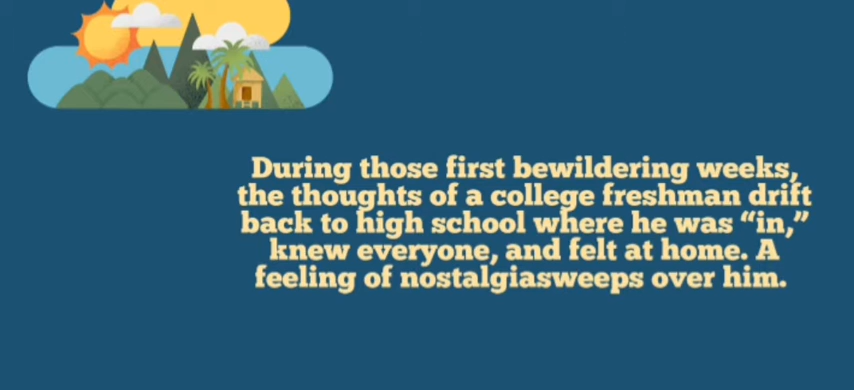 During those first bewildering weeks,
the thoughts of a college freshman drift
back to high school where he was “in,”
knew everyone, and felt at home. A
feeling of nostalgiasweeps over him.